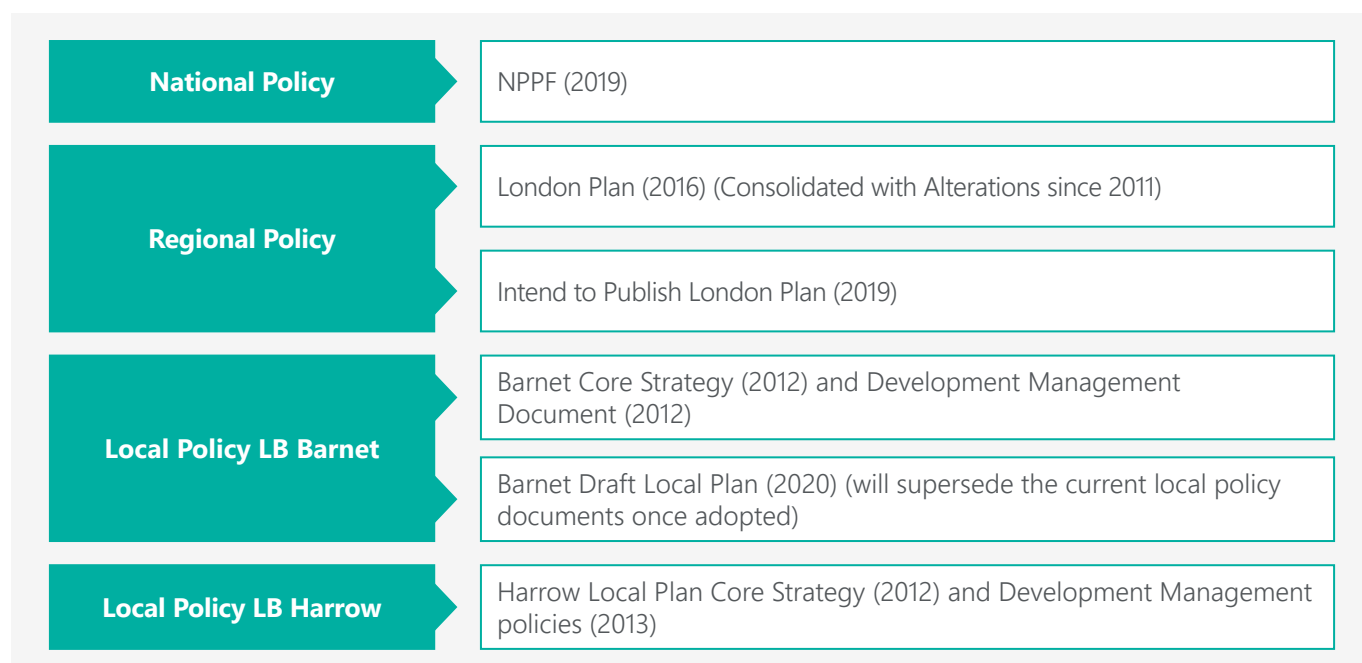 National Policy
NPPF (2019)
Regional Policy
London Plan (2016) (Consolidated with Alterations since 2011)
Intend to Publish London Plan (2019)
Local Policy LB Barnet
Barnet Core Strategy (2012) and Development Management
Document (2012)
Barnet Draft Local Plan (2020) (will supersede the current local policy
documents once adopted)
Local Policy LB Harrow
Harrow Local Plan Core Strategy (2012) and Development Management
policies (2013)